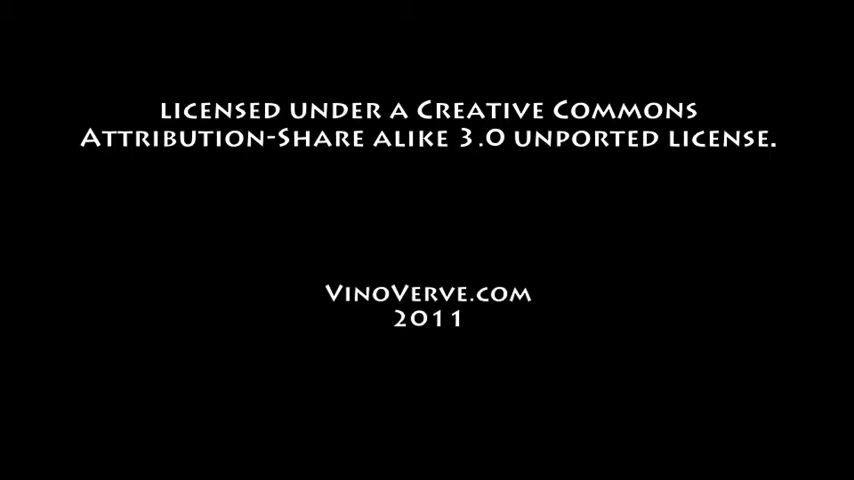 Licensed under a Creative Commons
Attribution-Share alike 3.0 unported license.
VinoVerve.com
2011